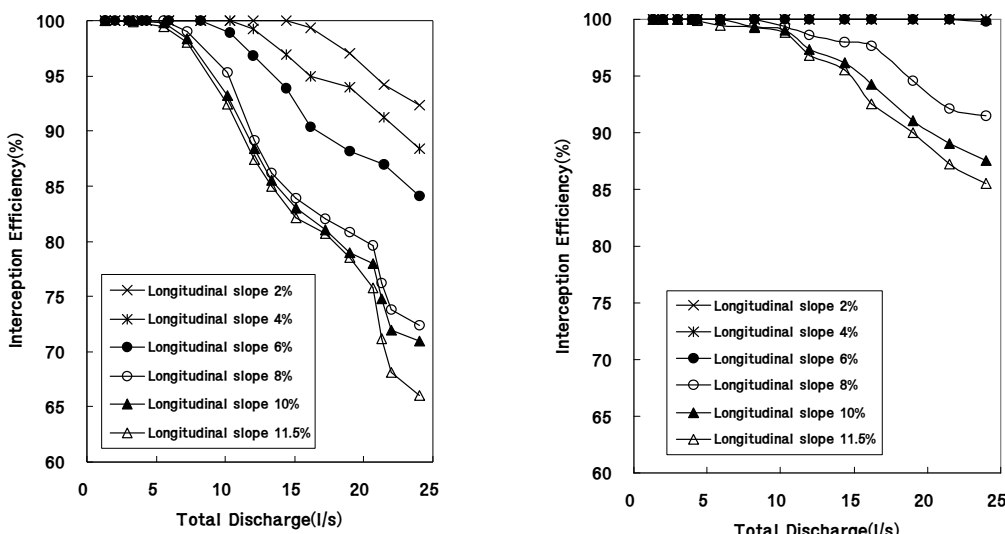 100
95
90
85
80
75
70
65
60
Interception Efficiency(%)
Longitudinal slope 2%
Longitudinal slope 4%
Longitudinal slope 6%
Longitudinal slope 8%
Longitudinal slope 10%
Longitudinal slope 11.5%
0 5 10 15 20 25
Total Discharge(l/s)
100
95
90
85
80
75
70
65
60
Interception Efficiency(%)
Longitudinal slope 2%
Longitudinal slope 4%
Longitudinal slope 6%
Longitudinal slope 8%
Longitudinal slope 10%
Longitudinal slope 11.5%
0 5 10 15 20 25
Total Discharge(l/s)